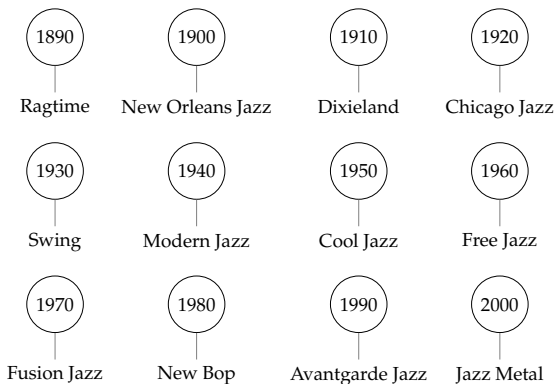 1890 1900 1910 1920
Ragtime New Orleans Jazz Dixieland Chicago Jazz
1930 1940 1950 1960
Swing Modern Jazz Cool Jazz Free Jazz
1970 1980 1990 2000
Fusion Jazz New Bop Avantgarde Jazz Jazz Metal